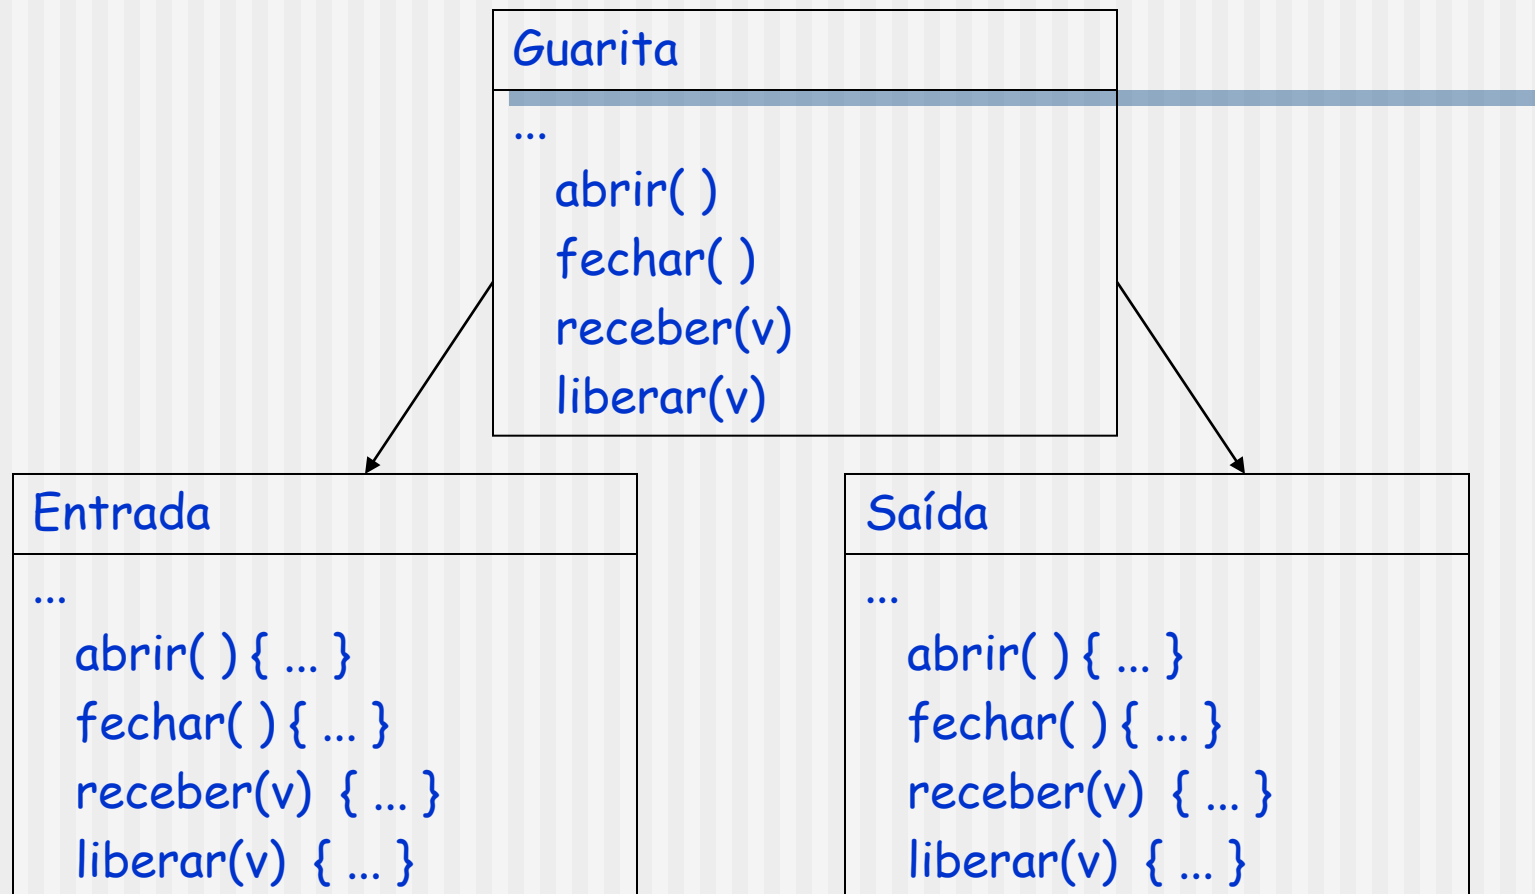 Guarita
...
abrir( )
fechar( )
receber(v)
liberar(v)
Entrada
...
abrir( ) { ... }
fechar( ) { ... }
receber(v) { ... }
liberar(v) { ... }
Saída
...
abrir( ) { ... }
fechar( ) { ... }
receber(v) { ... }
liberar(v) { ... }